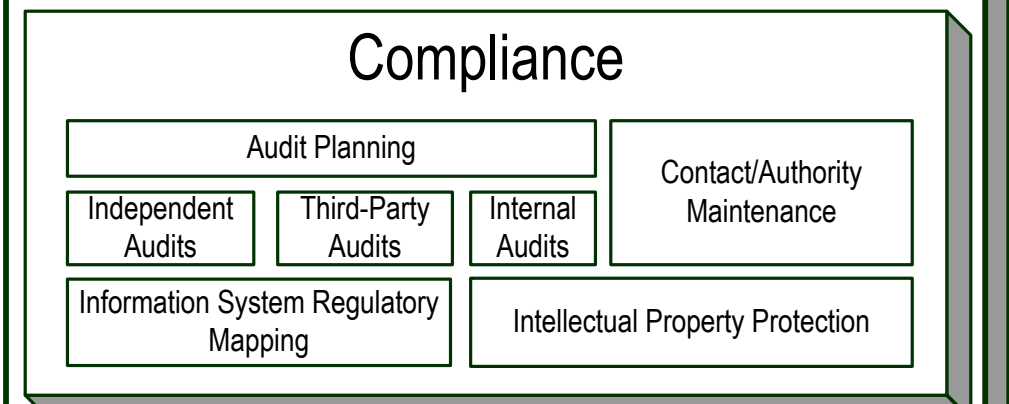 Compliance
Audit Planning
Contact/Authority
Maintenance
Independent
Audits
Third-Party
Audits
Internal
Audits
Information System Regulatory
Mapping
Intellectual Property Protection